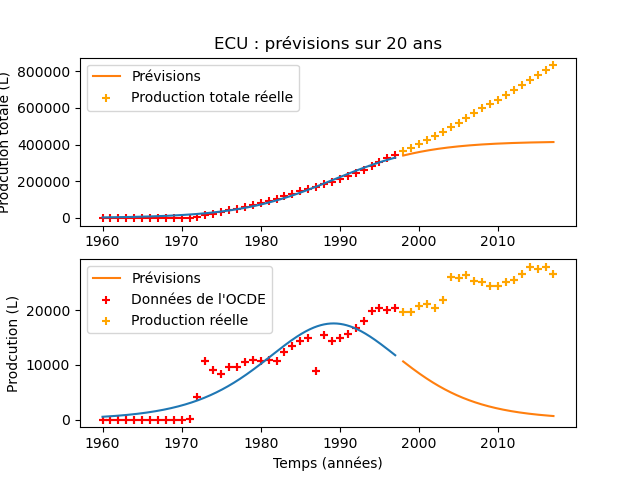 ECU : prévisions sur 20 ans
Prodcution totale (L)
800000
600000
400000
200000
0
Prévisions
Production totale réelle
1960 1970 1980 1990 2000 2010
Prodcution (L)
20000
10000
0
Prévisions
Données de l'OCDE
Production réelle
1960 1970 1980 1990 2000 2010
Temps (années)